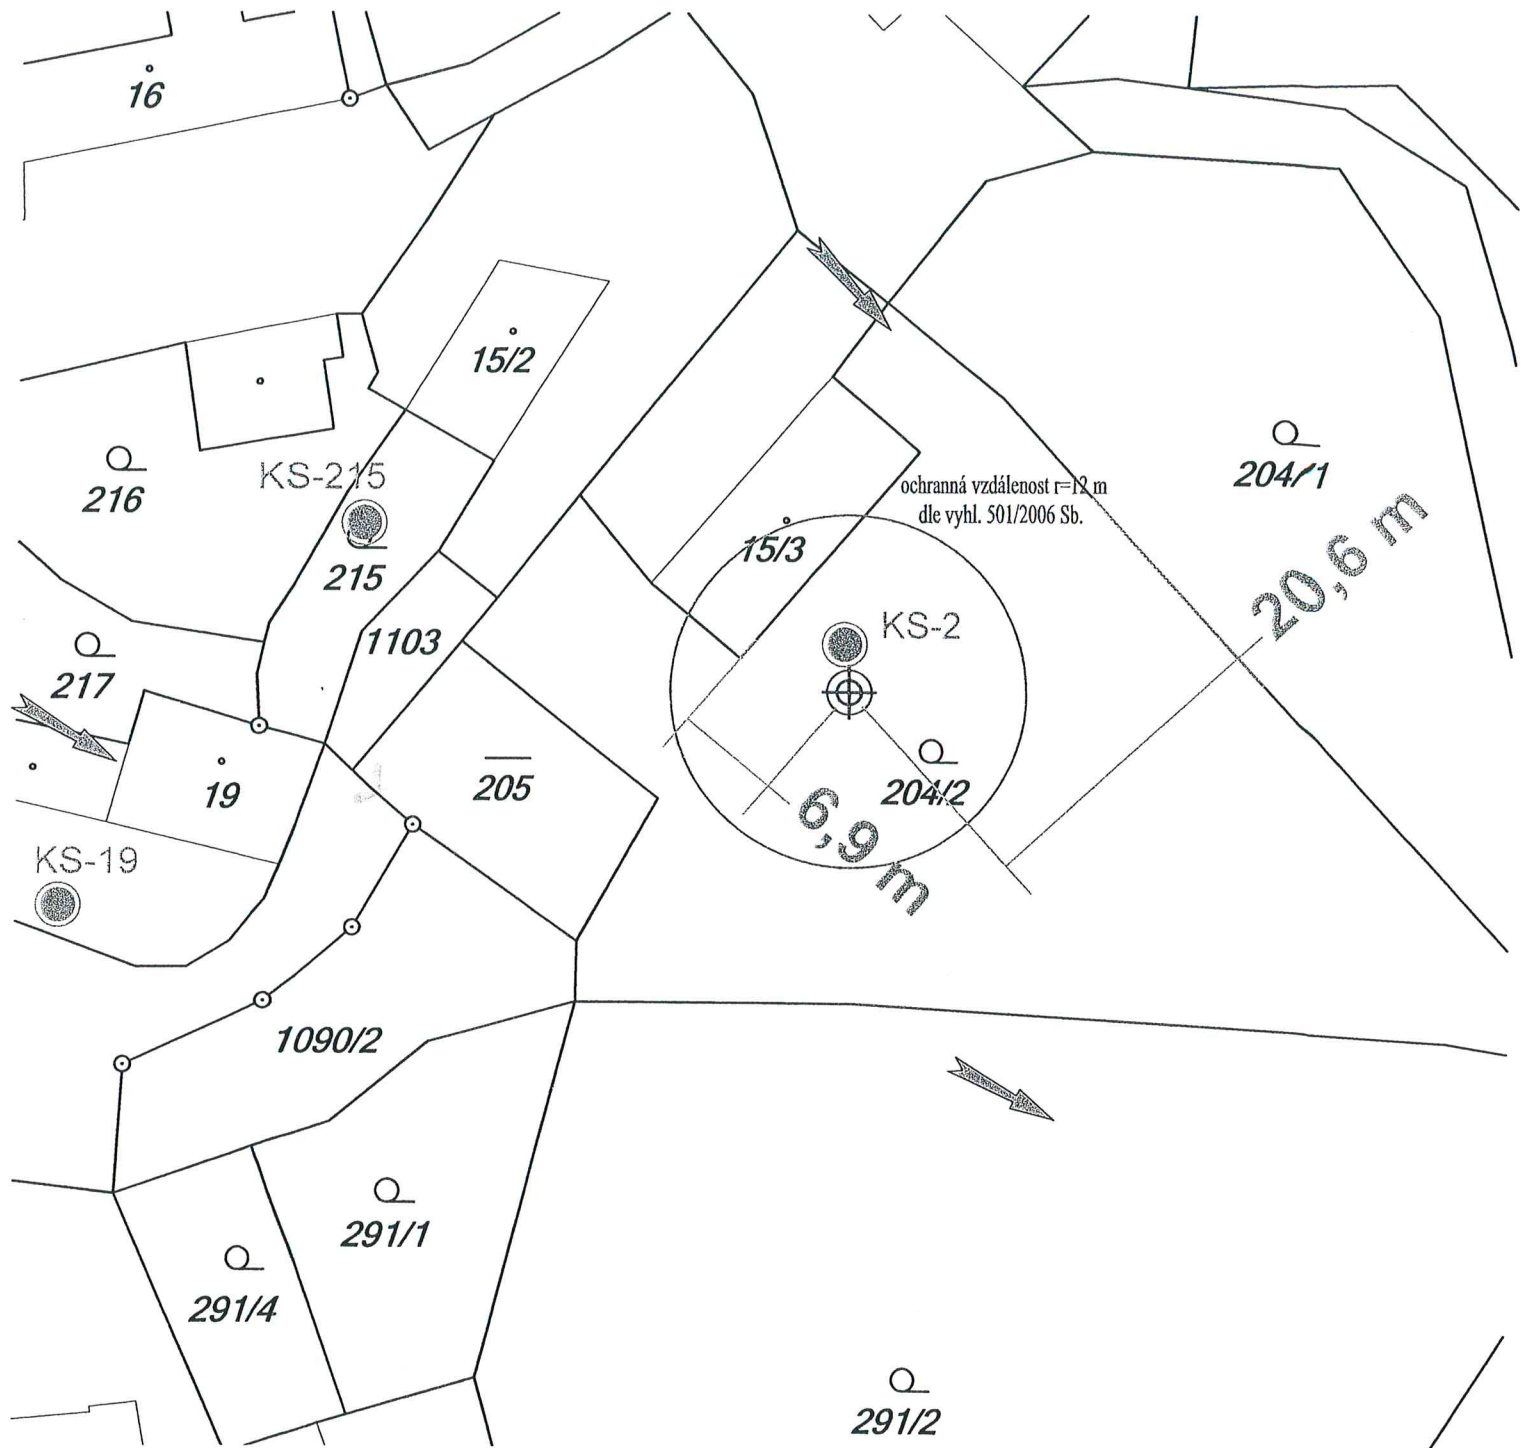 16
15/2
KS-215
216
215
ochranná vzdálenost r=12 m
dle vyhl. 501/2006 Sb.
204/1
15/3
20,6 m
1103
KS-2
217
19
205
204/2
6,9 m
KS-19
1090/2
291/1
291/4
291/2